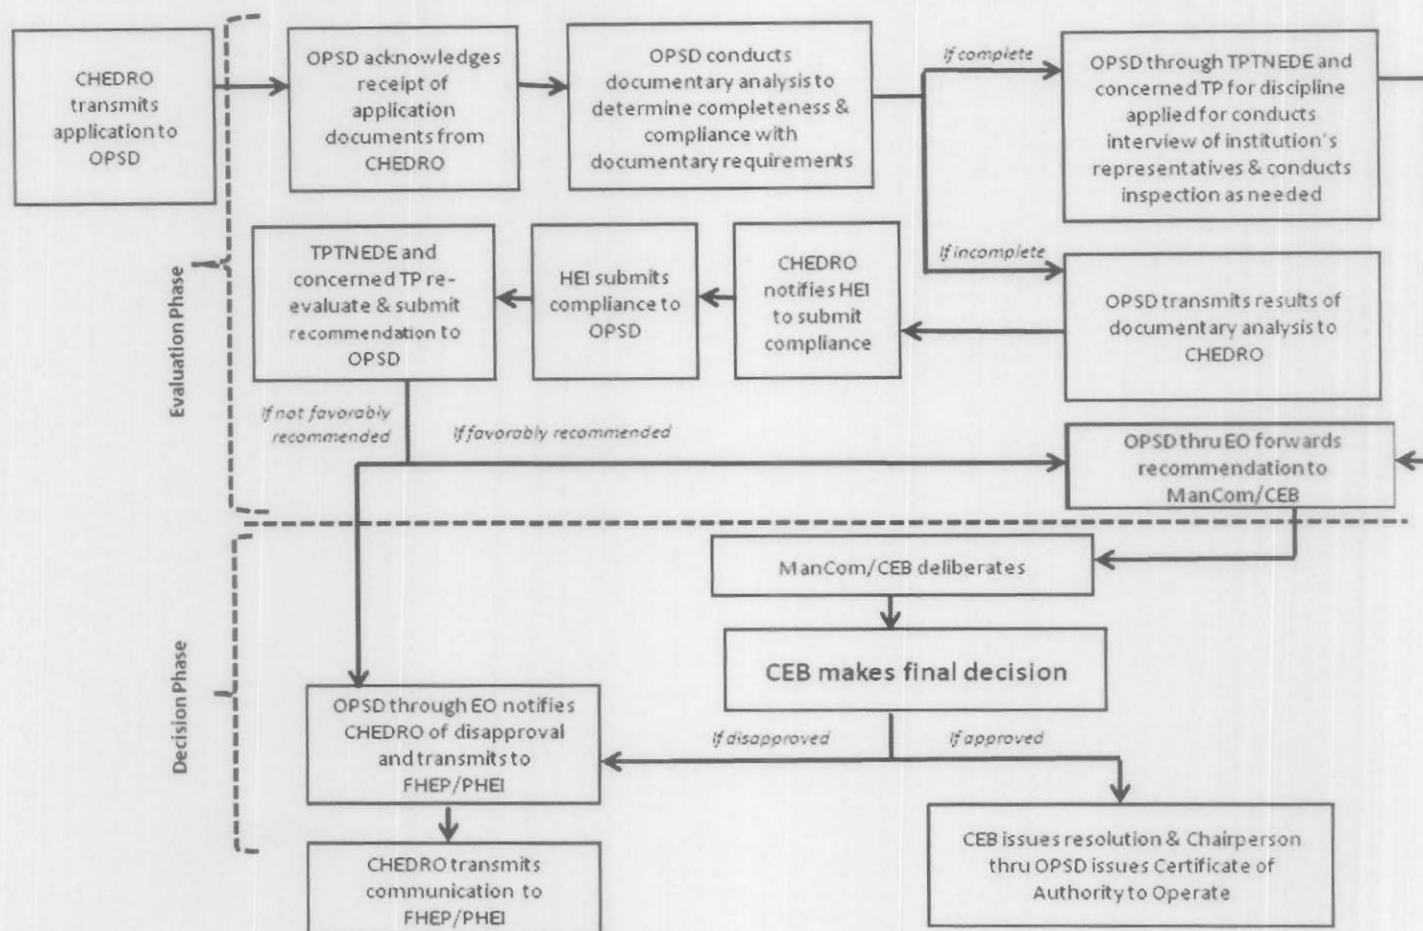 CHEDRO
transmits
application to
OPSD
OPSD acknowledges
receipt of
application
documents from
CHEDRO
OPSD conducts
documentary analysis to
determine completeness &
compliance with
documentary requirements
If complete
OPSD through TPTNEDE and
concerned TP for discipline
applied for conducts
interview of institution's
representatives & conducts
inspection as needed
If incomplete
OPSD transmits results of
documentary analysis to
CHEDRO
CHEDRO
notifies HEI
to submit
compliance
HEI submits
compliance to
OPSD
TPTNEDE and
concerned TP re-
evaluate & submit
recommendation to
OPSD
Evaluation Phase
If not favorably
recommended
If favorably recommended
OPSD thru EO forwards
recommendation to
ManCom/CEB
ManCom/CEB deliberates
CEB makes final decision
Decision Phase
If disapproved
If approved
OPSD through EO notifies
CHEDRO of disapproval
and transmits to
FHEP/PHEI
CEB issues resolution & Chairperson
thru OPSD issues Certificate of
Authority to Operate
CHEDRO transmits
communication to
FHEP/PHEI